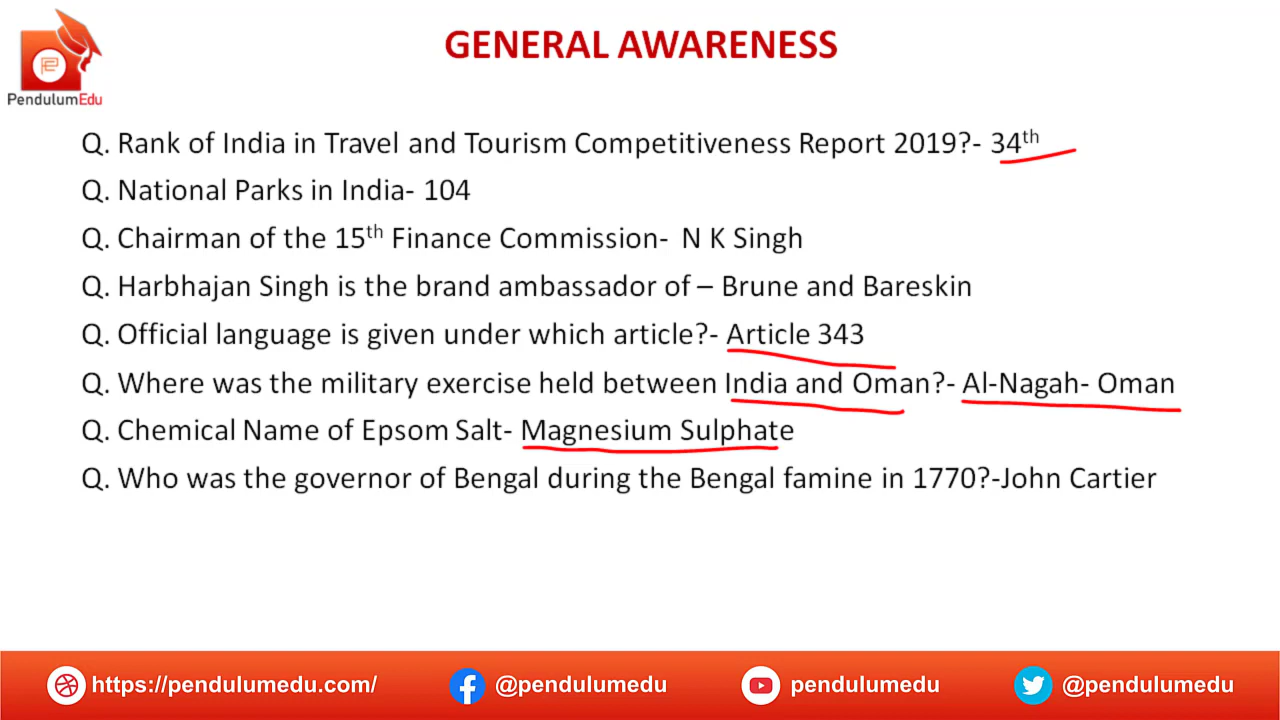 PendulumEdu
GENERAL AWARENESS
Q. Rank of India in Travel and Tourism Competitiveness Report 2019?- 34th
Q. National Parks in India- 104
Q. Chairman of the 15th Finance Commission- N K Singh
Q. Harbhajan Singh is the brand ambassador of – Brune and Bareskin
Q. Official language is given under which article?- Article 343
Q. Where was the military exercise held between India and Oman?- Al-Nagah- Oman
Q. Chemical Name of Epsom Salt- Magnesium Sulphate
Q. Who was the governor of Bengal during the Bengal famine in 1770?-John Cartier
https://pendulumedu.com/ @pendulumedu pendulumedu @pendulumedu